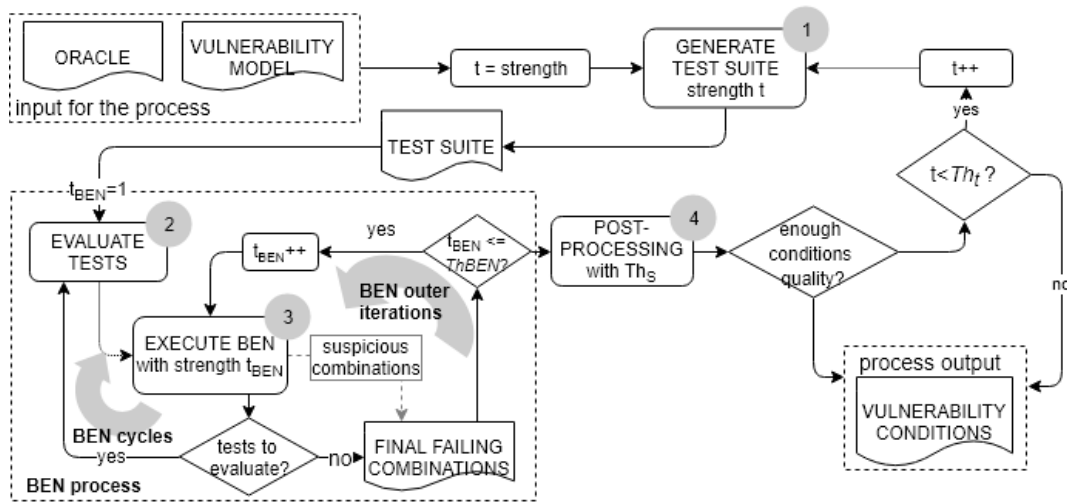 ORACLE
VULNERABILITY
MODEL
input for the process
t = strength
1
GENERATE
TEST SUITE
strength t
t++
yes
t<Th_t ?
no
TEST SUITE
t_BEN=1
2
EVALUATE
TESTS
t_BEN++
yes
t_BEN <=
ThBEN?
BEN outer
iterations
3
EXECUTE BEN
with strength t_BEN
suspicious
combinations
BEN cycles
yes
tests to
evaluate?
no
FINAL FAILING
COMBINATIONS
BEN process
4
POST-
PROCESSING
with Th_S
enough
conditions
quality?
process output
VULNERABILITY
CONDITIONS